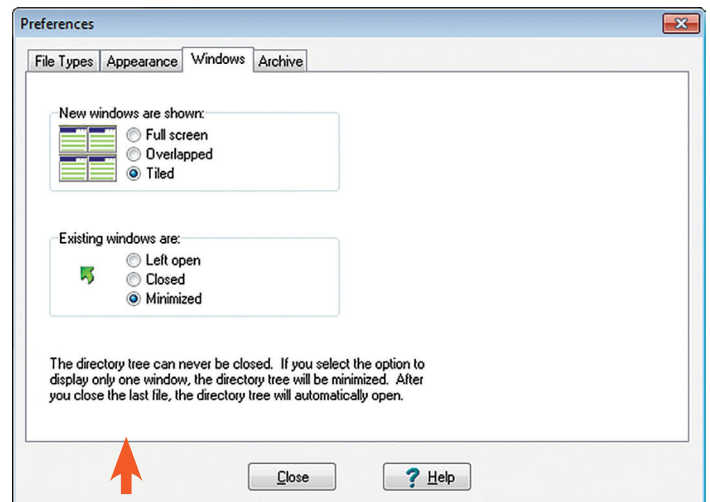 Preferences
File Types Appearance Windows Archive
New windows are shown:
Full screen
Overlapped
Tiled
Existing windows are:
Left open
Closed
Minimized
The directory tree can never be closed. If you select the option to
display only one window, the directory tree will be minimized. After
you close the last file, the directory tree will automatically open.
Close ? Help